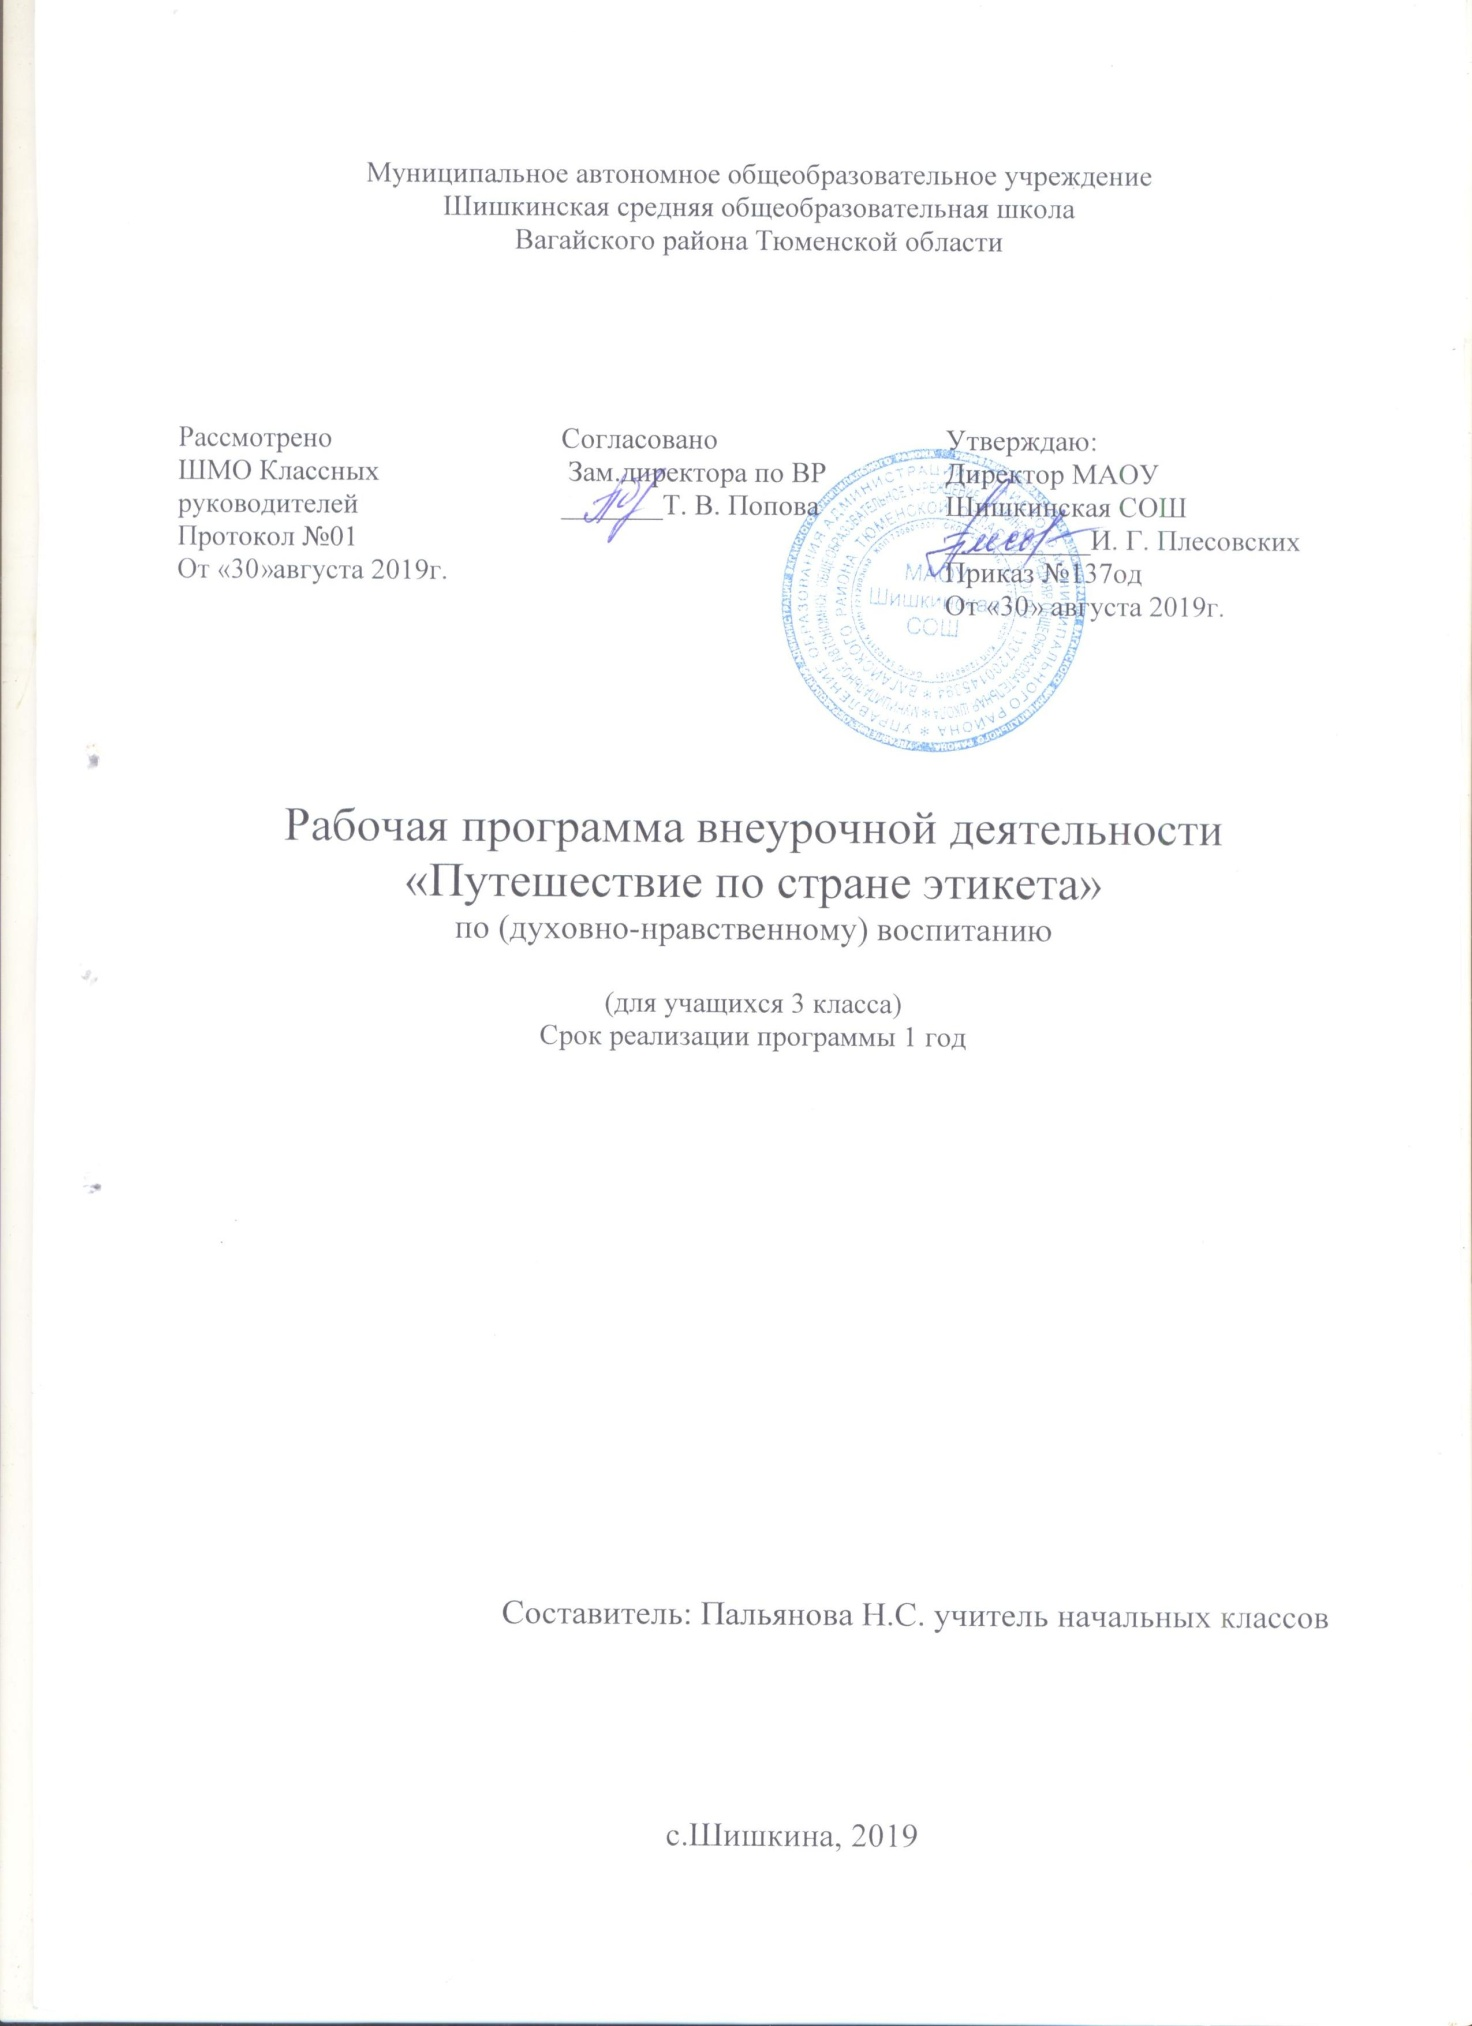 Муниципальное автономное общеобразовательное учреждение
Шишкинская средняя общеобразовательная школа
Вагайского района Тюменской области
Рассмотрено
ШМО Классных
руководителей
Протокол №01
От «30»августа 2019г.
Согласовано
Зам.директора по ВР
Т. В. Попова
Утверждаю:
Директор МАОУ
Шишкинская СОШ
И. Г. Плесовских
Приказ №137од
От «30» августа 2019г.
МАОУ
Шишкинская
СОШ
Рабочая программа внеурочной деятельности
«Путешествие по стране этикета»
по (духовно-нравственному) воспитанию
(для учащихся 3 класса)
Срок реализации программы 1 год
Составитель: Пальянова Н.С. учитель начальных классов
с.Шишкина, 2019